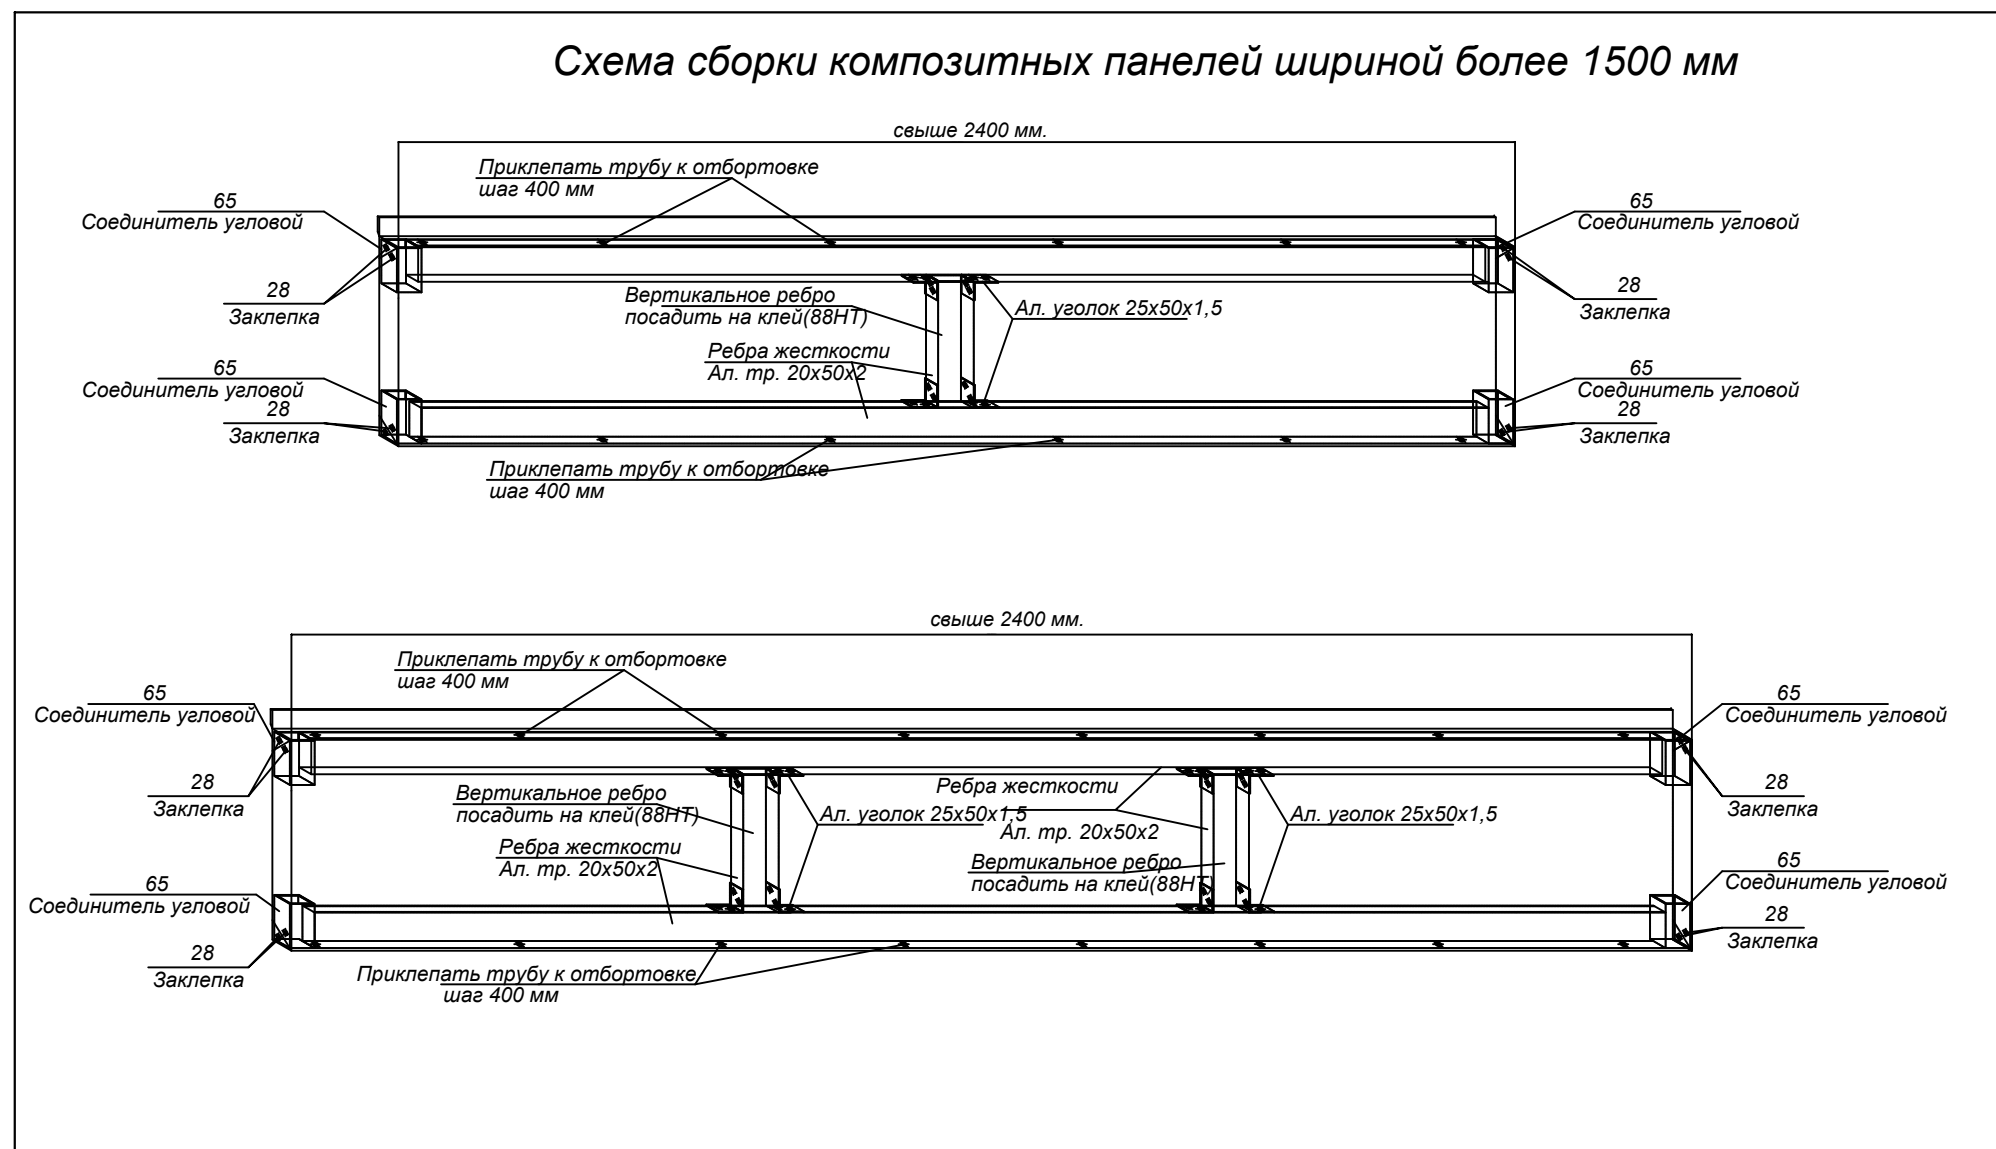 Схема сборки композитных панелей шириной более 1500 мм
свыше 2400 мм.
Приклепать трубу к отбортовке
шаг 400 мм
65
Соединитель угловой
65
Соединитель угловой
28
Заклепка
28
Заклепка
Вертикальное ребро
посадить на клей(88НТ)
Ал. уголок 25х50х1,5
Ребра жесткости
Ал. тр. 20х50х2
65
Соединитель угловой
28
Заклепка
65
Соединитель угловой
28
Заклепка
Приклепать трубу к отбортовке
шаг 400 мм
свыше 2400 мм.
Приклепать трубу к отбортовке
шаг 400 мм
65
Соединитель угловой
65
Соединитель угловой
28
Заклепка
28
Заклепка
Вертикальное ребро
посадить на клей(88НТ)
Ал. уголок 25х50х1,5
Ребра жесткости
Ал. тр. 20х50х2
Ал. уголок 25х50х1,5
Ребра жесткости
Ал. тр. 20х50х2
Вертикальное ребро
посадить на клей(88НТ
65
Соединитель угловой
28
Заклепка
65
Соединитель угловой
28
Заклепка
Приклепать трубу к отбортовке
шаг 400 мм